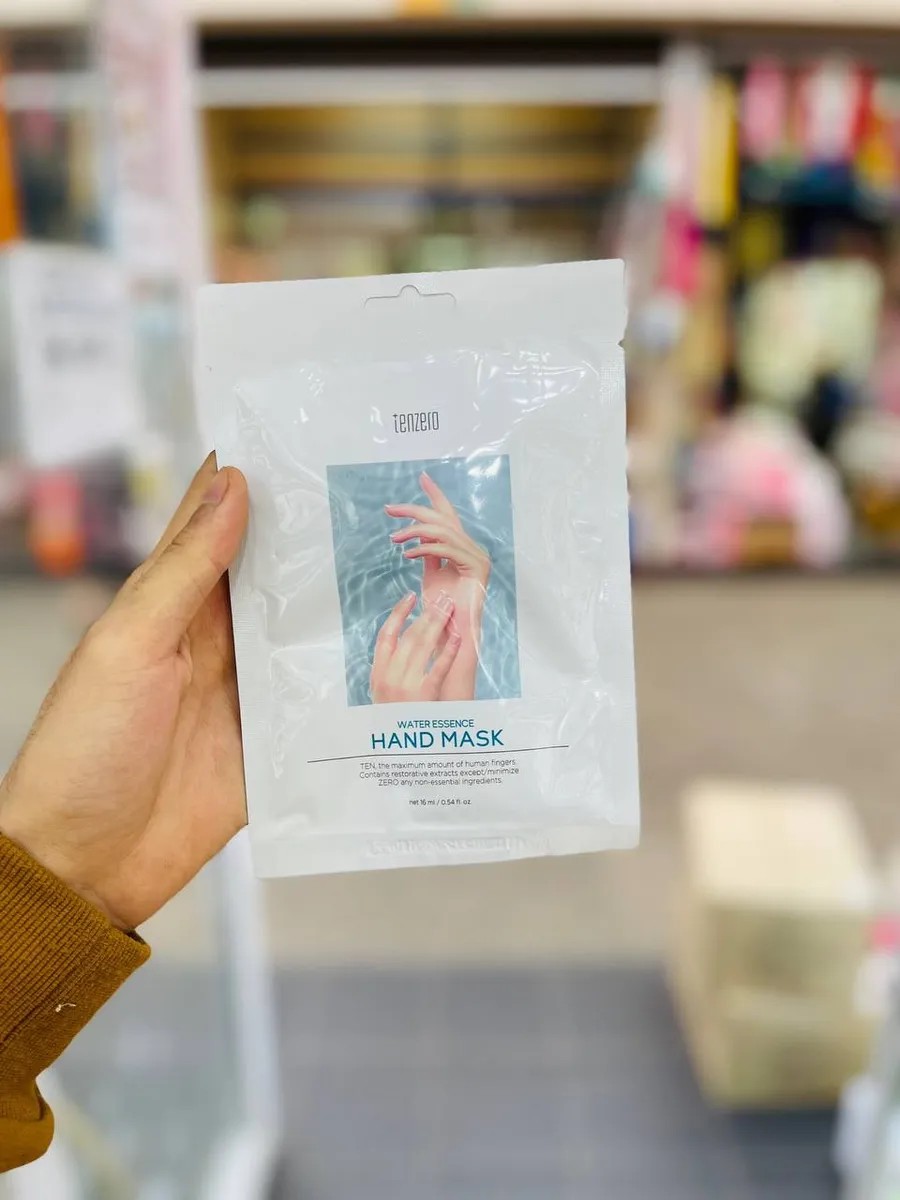 tenzero
WATER ESSENCE
HAND MASK
TEN, the maximum amount of human fingers.
Contains restorative extracts except/minimize
ZERO any non-essential ingredients.
net 16 ml / 0.54 fl. oz.